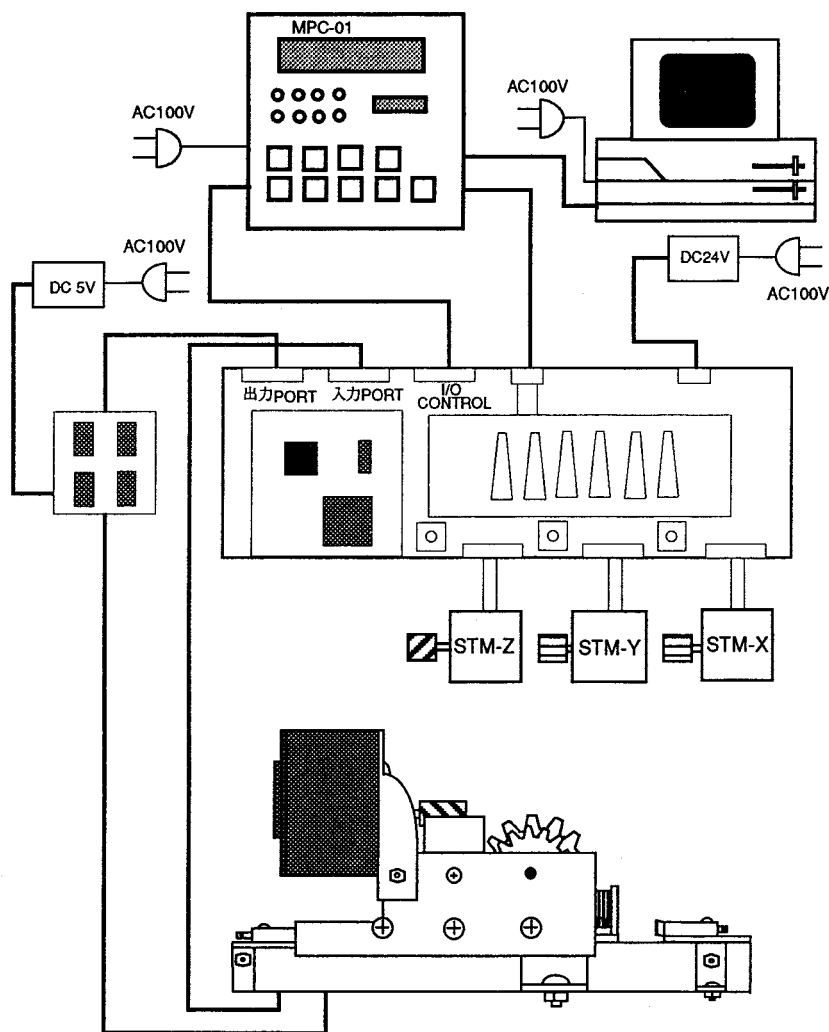 MPC-01
AC100V
AC100V
AC100V
DC 5V
DC24V
AC100V
出力PORT
入力PORT
I/O
CONTROL
STM-Z
STM-Y
STM-X